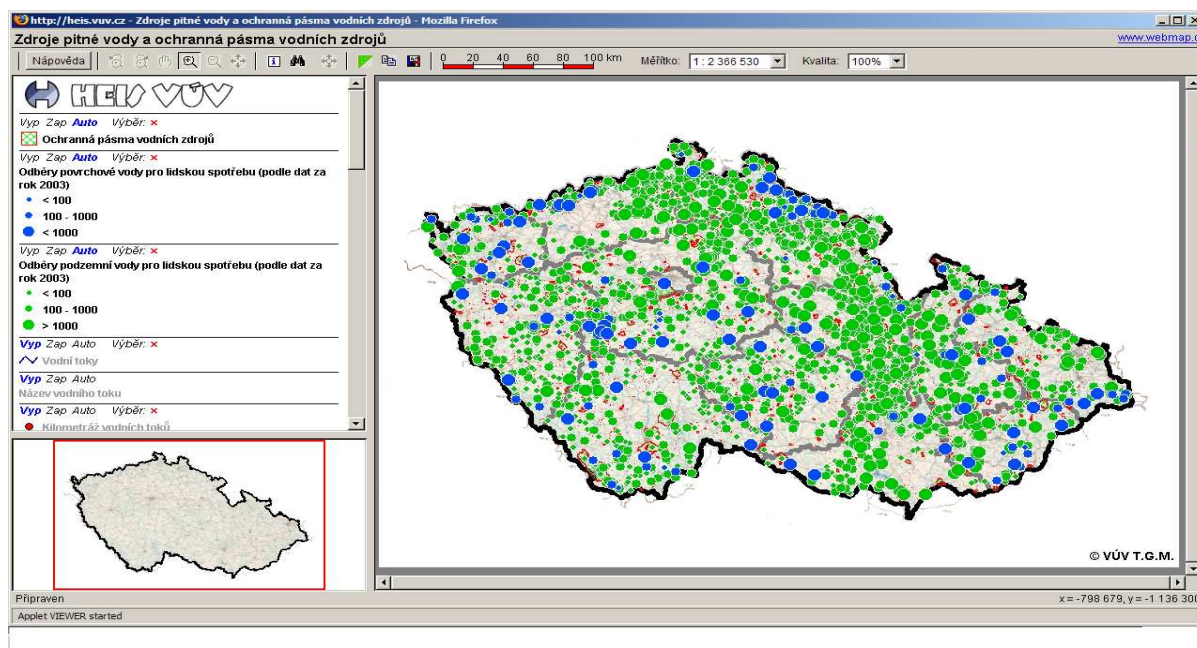 http://heis.vuv.cz - Zdroje pitné vody a ochranná pásma vodních zdrojů - Mozilla Firefox
Zdroje pitné vody a ochranná pásma vodních zdrojů
www.webmap.c
Nápověda
0 20 40 60 80 100 km
Měřítko: 1 : 2 366 530
Kvalita: 100%
HEIS VÚV
Vyp Zap Auto Výběr: ×
Ochranná pásma vodních zdrojů
Vyp Zap Auto Výběr: ×
Odběry povrchové vody pro lidskou spotřebu (podle dat za
rok 2003)
< 100
100 - 1000
< 1000
Vyp Zap Auto Výběr: ×
Odběry podzemní vody pro lidskou spotřebu (podle dat za
rok 2003)
< 100
100 - 1000
> 1000
Vyp Zap Auto Výběr: ×
Vodní toky
Vyp Zap Auto
Název vodního toku
Vyp Zap Auto Výběr: ×
Kilometráž vodních toků
© VÚV T.G.M.
Připraven
x = -798 679, y = -1 136 300
Applet VIEWER started